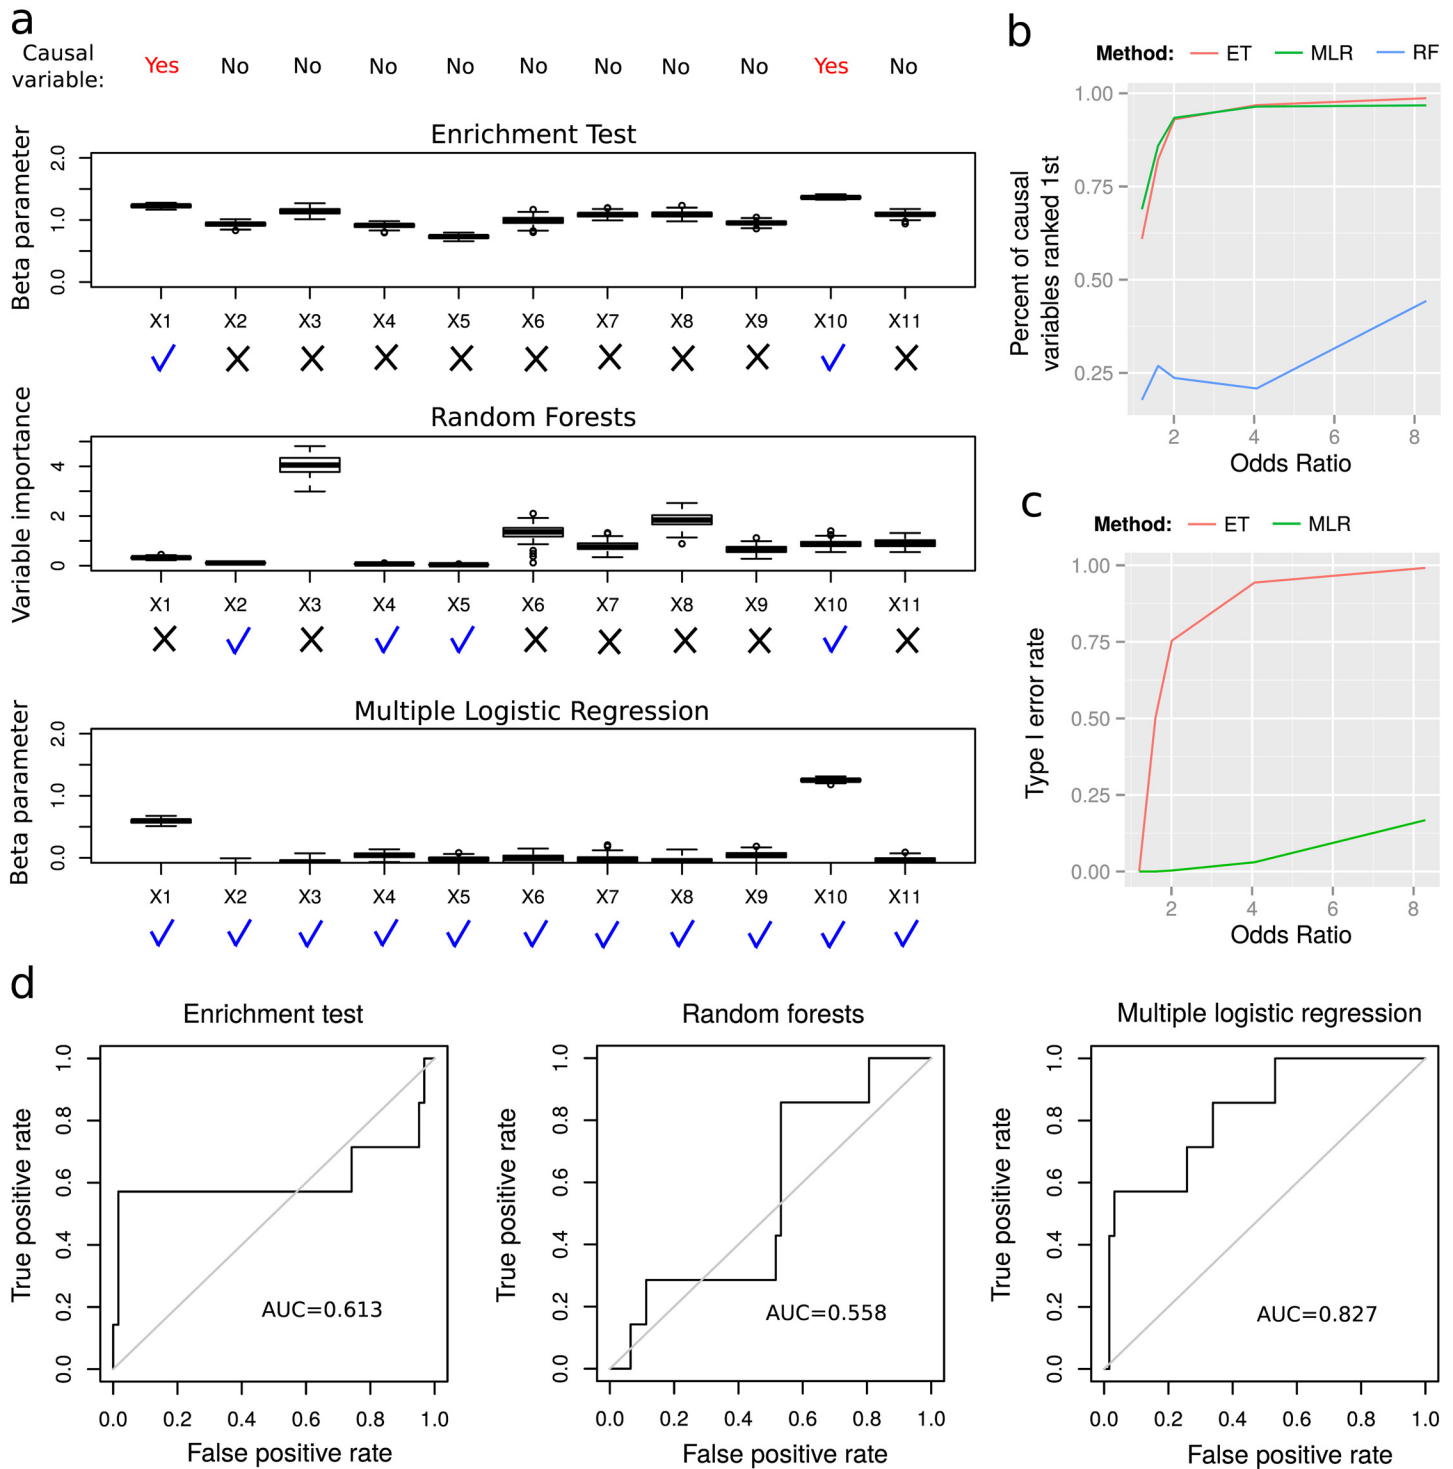 a
Causal variable: Yes No No No No No No No No Yes No
Enrichment Test
Beta parameter
2.0
1.0
0.0
X1 X2 X3 X4 X5 X6 X7 X8 X9 X10 X11
Random Forests
Variable importance
4
2
0
X1 X2 X3 X4 X5 X6 X7 X8 X9 X10 X11
Multiple Logistic Regression
Beta parameter
2.0
1.0
0.0
X1 X2 X3 X4 X5 X6 X7 X8 X9 X10 X11
b
Method: ET MLR RF
Percent of causal
variables ranked 1st
1.00
0.75
0.50
0.25
2 4 6 8
Odds Ratio
c
Method: ET MLR
Type I error rate
1.00
0.75
0.50
0.25
0.00
2 4 6 8
Odds Ratio
d
Enrichment test
True positive rate
1.0
0.8
0.6
0.4
0.2
0.0
AUC=0.613
0.0 0.2 0.4 0.6 0.8 1.0
False positive rate
Random forests
True positive rate
1.0
0.8
0.6
0.4
0.2
0.0
AUC=0.558
0.0 0.2 0.4 0.6 0.8 1.0
False positive rate
Multiple logistic regression
True positive rate
1.0
0.8
0.6
0.4
0.2
0.0
AUC=0.827
0.0 0.2 0.4 0.6 0.8 1.0
False positive rate